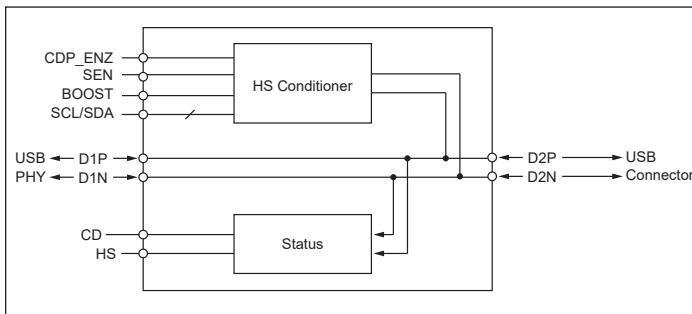 CDP_ENZ
SEN
BOOST
SCL/SDA
HS Conditioner
USB D1P D2P USB
PHY D1N D2N Connector
CD
HS
Status